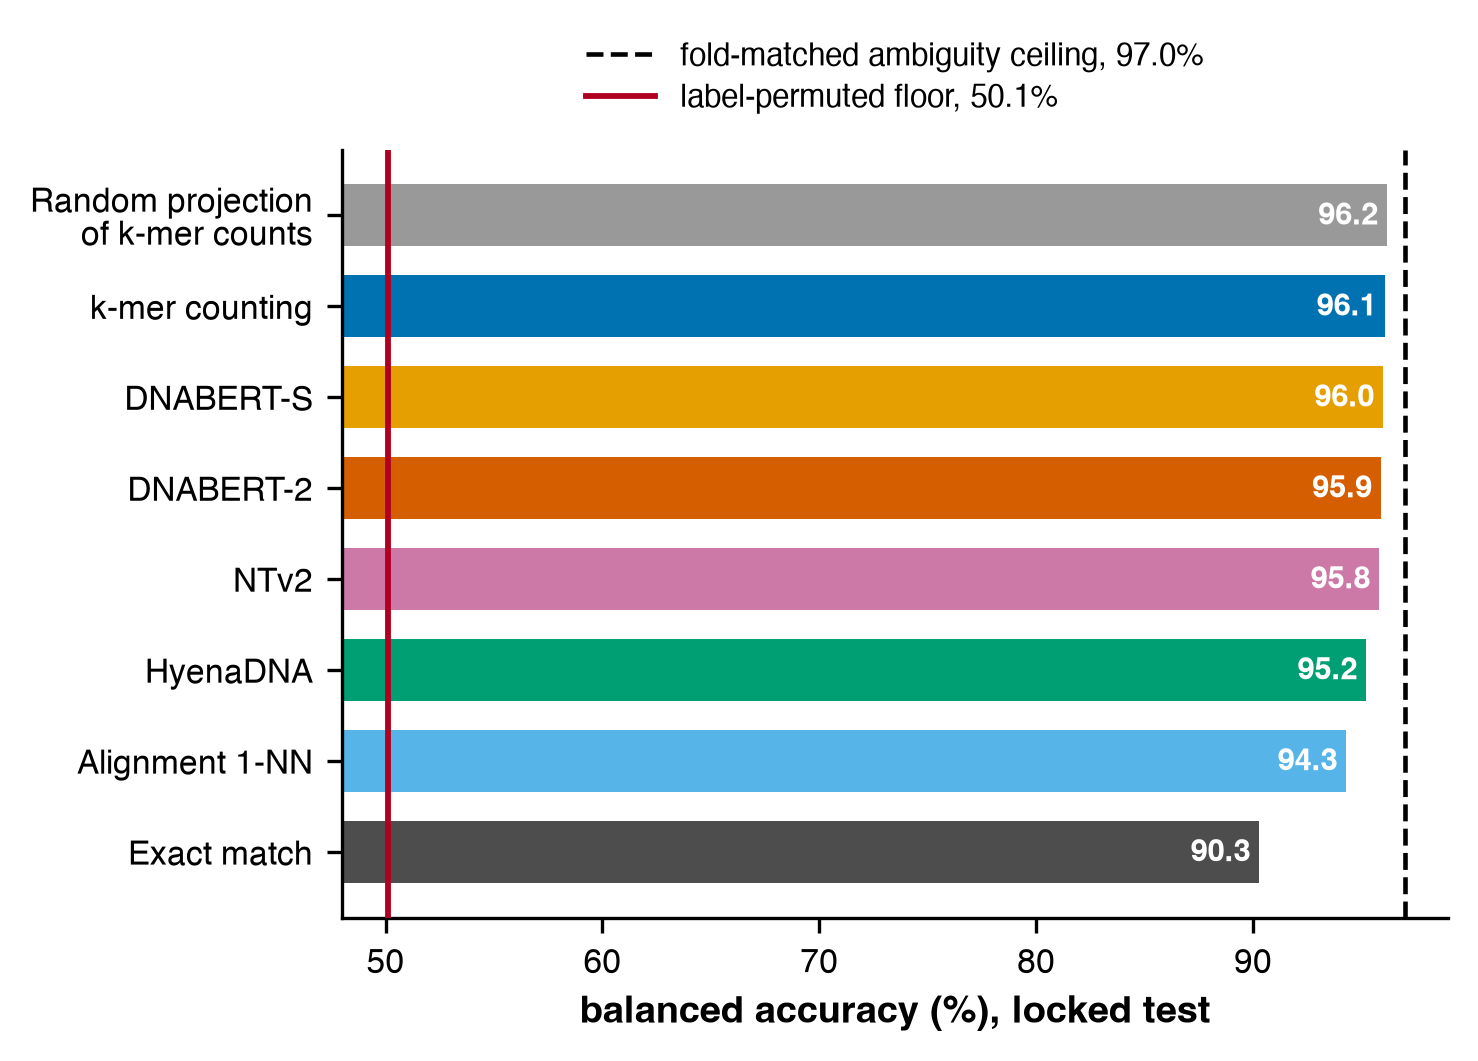 fold-matched ambiguity ceiling, 97.0%
label-permuted floor, 50.1%
Random projection
of k-mer counts
96.2
k-mer counting
96.1
DNABERT-S
96.0
DNABERT-2
95.9
NTv2
95.8
HyenaDNA
95.2
Alignment 1-NN
94.3
Exact match
90.3
50 60 70 80 90
balanced accuracy (%), locked test